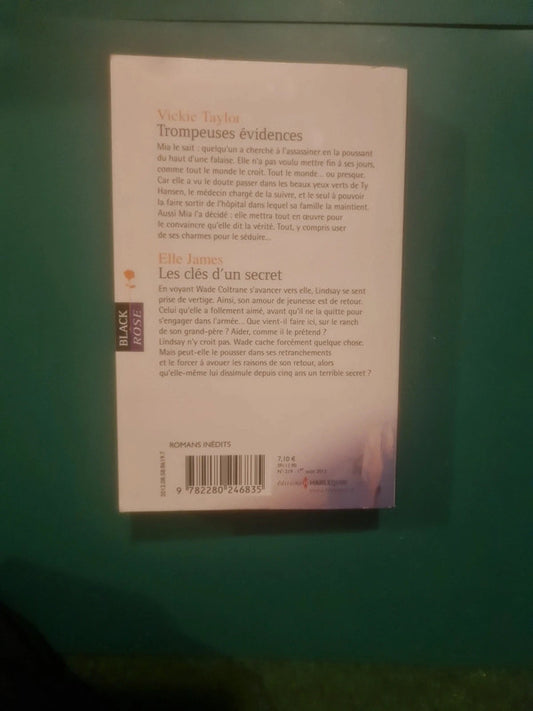 Vickie Taylor
Trompeuses évidences
Mia le sait : quelqu'un a cherché à l'assassiner en la poussant
du haut d'une falaise. Elle n'a pas voulu mettre fin à ses jours,
comme tout le monde le croit. Tout le monde... ou presque.
Car elle a vu le doute passer dans les beaux yeux verts de Ty
Hansen, le médecin chargé de la suivre, et le seul à pouvoir
la faire sortir de l'hôpital dans lequel sa famille la maintient.
Aussi Mia l'a décidé : elle mettra tout en œuvre pour
le convaincre qu'elle dit la vérité. Tout, y compris user
de ses charmes pour le séduire...
Elle James
Les clés d'un secret
En voyant Wade Coltrane s'avancer vers elle, Lindsay se sent
prise de vertige. Ainsi, son amour de jeunesse est de retour.
Celui qu'elle a follement aimé, avant qu'il ne la quitte pour
s'engager dans l'armée... Que vient-il faire ici, sur le ranch
de son grand-père ? Aider, comme il le prétend ?
Lindsay n'y croit pas. Wade cache forcément quelque chose.
Mais peut-elle le pousser dans ses retranchements
et le forcer à avouer les raisons de son retour, alors
qu'elle-même lui dissimule depuis cinq ans un terrible secret ?
BLACK
ROSE
ROMANS INÉDITS
7,10 €
1er août 2013
2013.08.58.8619.7
9 782280 246835
éditions HARLEQUIN